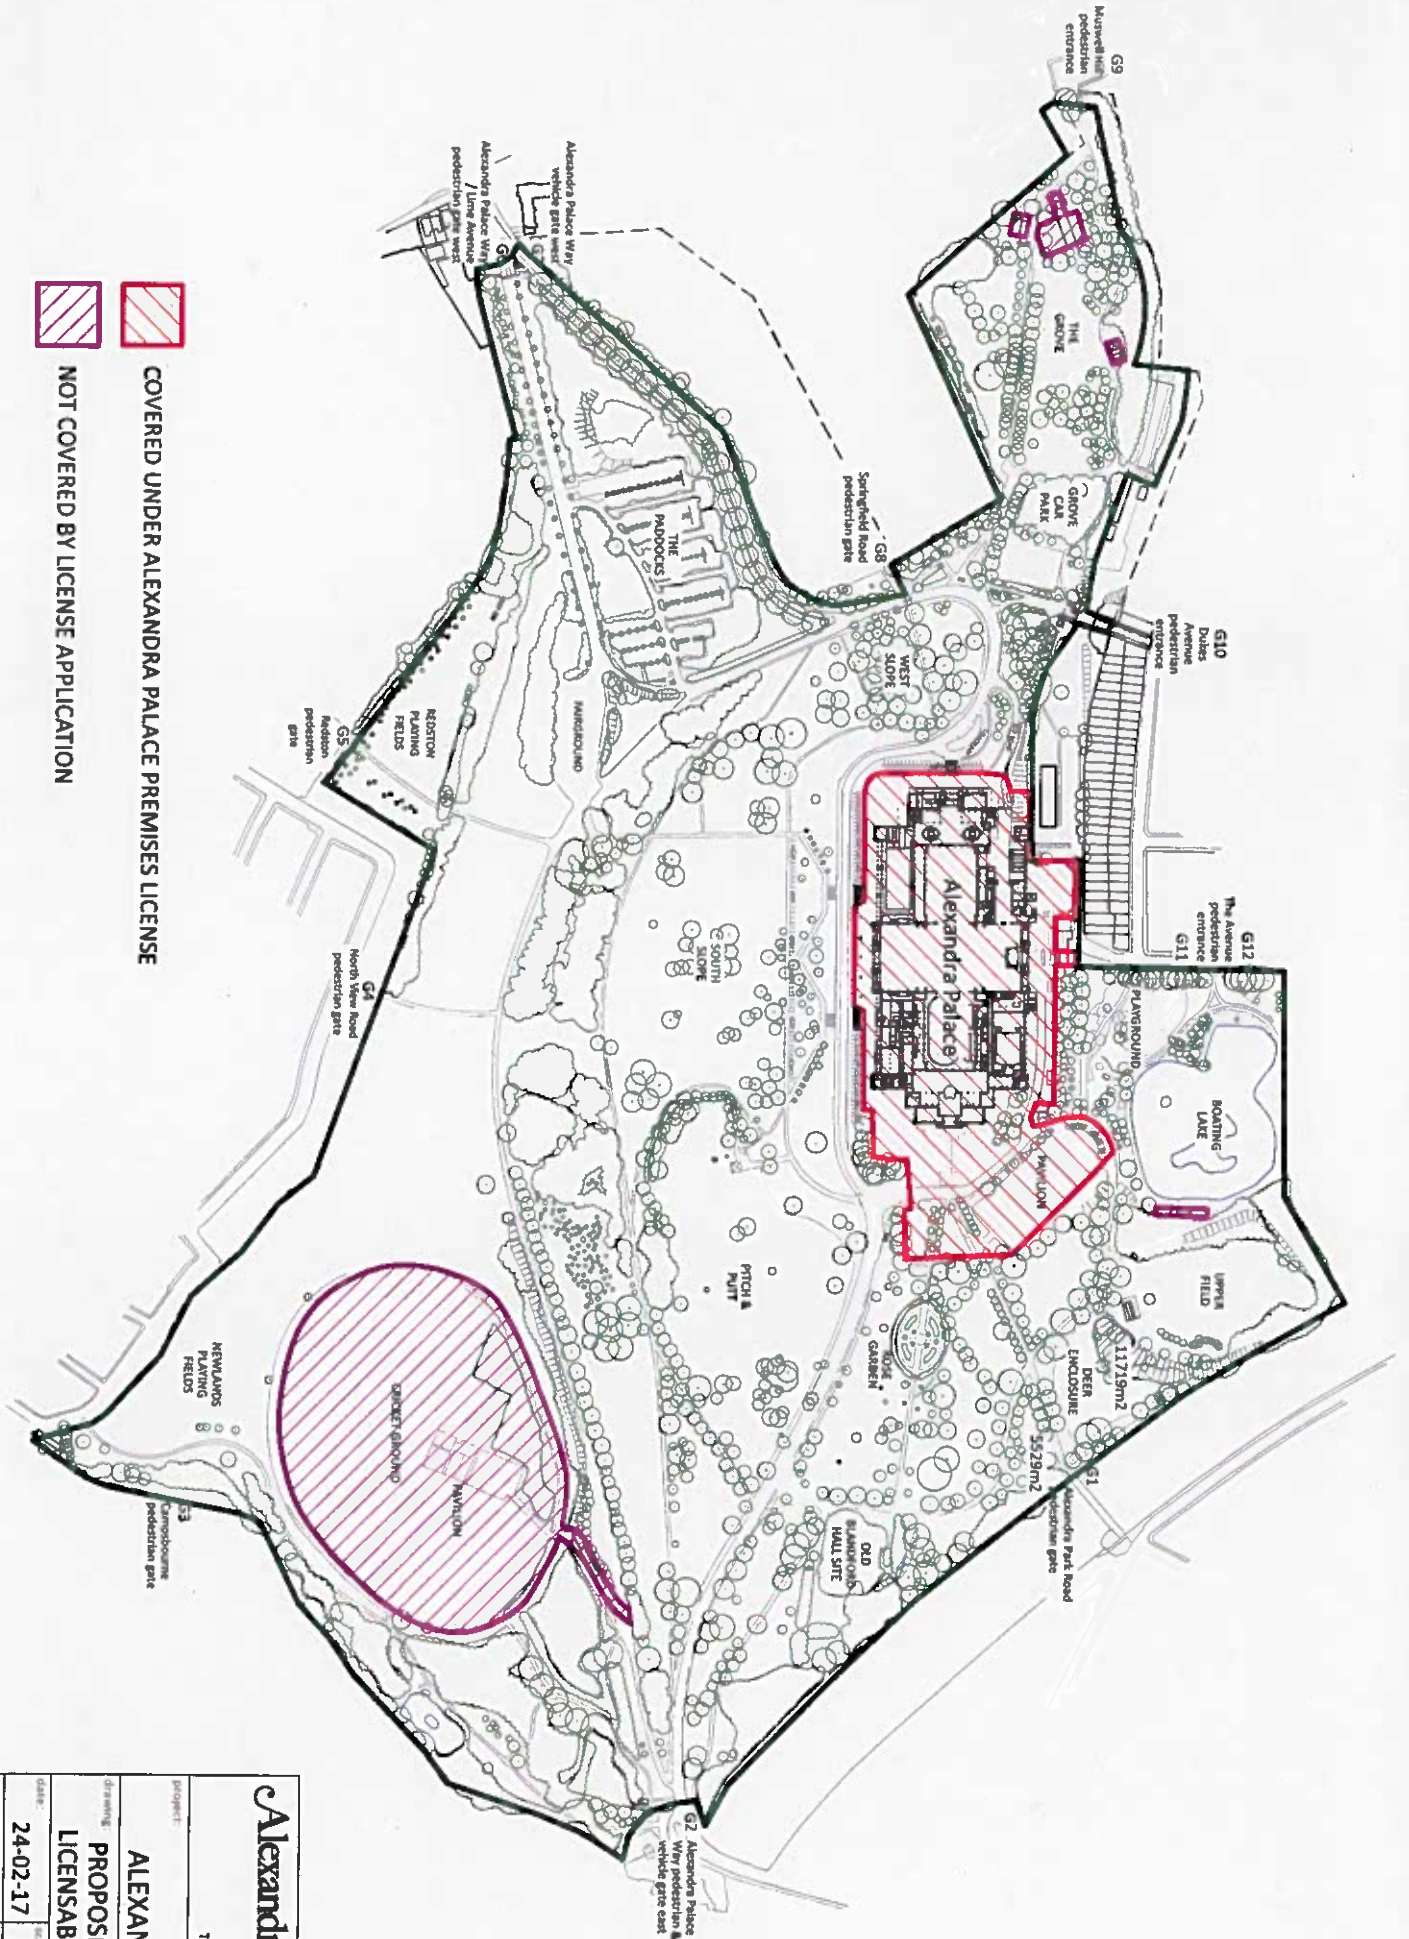 G9
Muswell Hill
pedestrian
entrance
THE
GROVE
GROVE
CAR
PARK
G10
Dukes
Avenue
pedestrian
entrance
G12
The Avenue
pedestrian
entrance
G11
PLAYGROUND
BOATING
LAKE
UPPER
FIELD
11719m2
DEER
ENCLOSURE
5529m2
G1
Alexandra Park Road
pedestrian gate
Alexandra Palace Way
vehicle gate west
Alexandra Palace Way
/ Lime Avenue
pedestrian gate west
G8
Springfield Road
pedestrian gate
WEST
SLOPE
Alexandra Palace
PAVILION
ROSE
GARDEN
OLD
BLANDFORD
HALL SITE
THE
PADDOCKS
FAIRGROUND
SOUTH
SLOPE
PITCH &
PUTT
REDSTON
PLAYING
FIELDS
G5
Redston
pedestrian
gate
G4
North View Road
pedestrian gate
CRICKET GROUND
PAVILION
NEWLANDS
PLAYING
FIELDS
G3
Campsbourne
pedestrian gate
G2 Alexandra Palace
Way pedestrian &
vehicle gate east
COVERED UNDER ALEXANDRA PALACE PREMISES LICENSE
NOT COVERED BY LICENSE APPLICATION
Alexand
project:
ALEXAN
drawing:
PROPOS
LICENSAB
date:
24-02-17